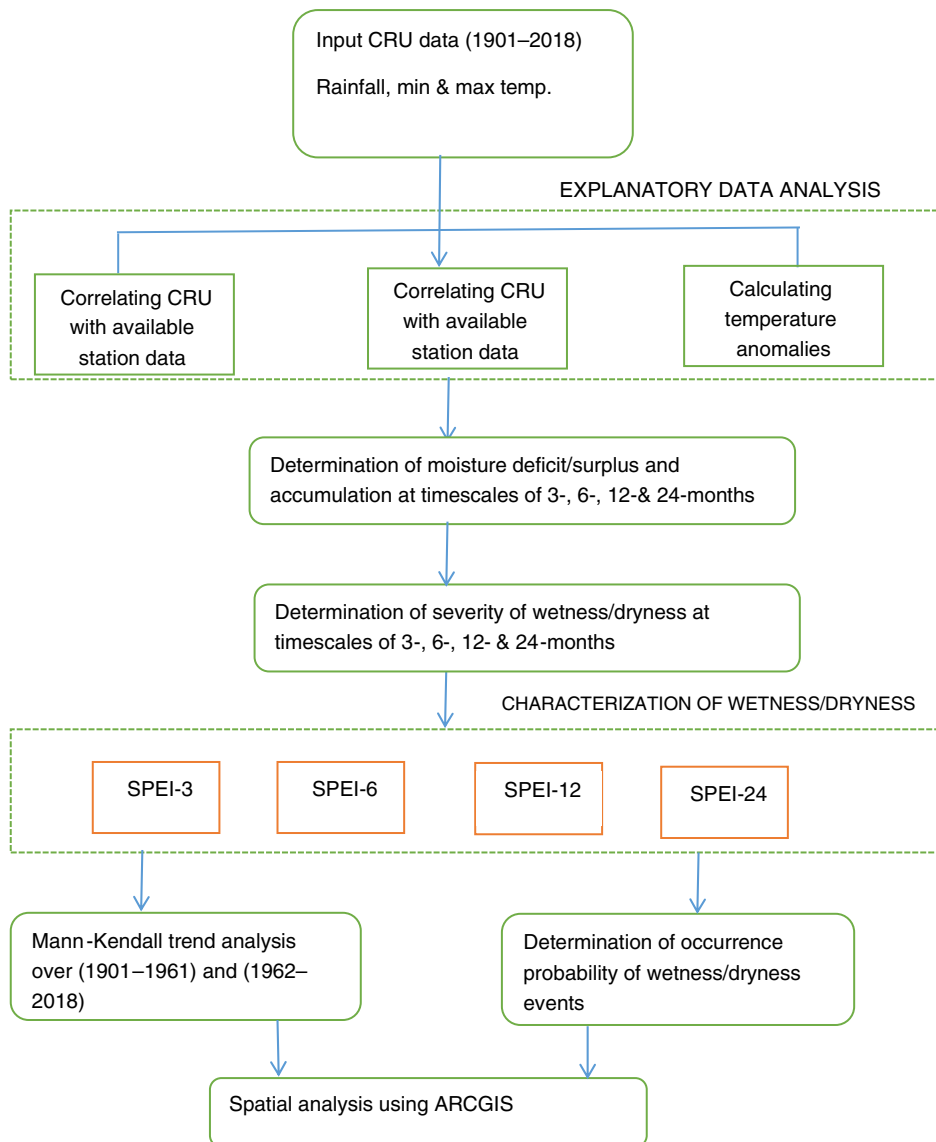 Input CRU data (1901–2018)
Rainfall, min & max temp.
EXPLANATORY DATA ANALYSIS
Correlating CRU
with available
station data
Correlating CRU
with available
station data
Calculating
temperature
anomalies
Determination of moisture deficit/surplus and
accumulation at timescales of 3-, 6-, 12-& 24-months
Determination of severity of wetness/dryness at
timescales of 3-, 6-, 12- & 24-months
CHARACTERIZATION OF WETNESS/DRYNESS
SPEI-3
SPEI-6
SPEI-12
SPEI-24
Mann-Kendall trend analysis
over (1901–1961) and (1962–
2018)
Determination of occurrence
probability of wetness/dryness
events
Spatial analysis using ARCGIS